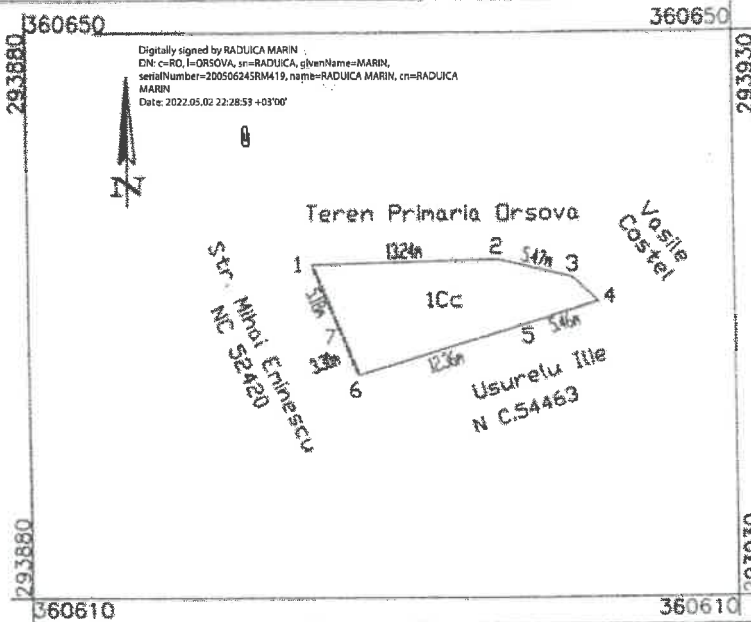 360650
360650
293880
293930
Digitally signed by RADUICA MARIN
DN: c=RO, l=ORSOVA, sn=RADUICA, givenName=MARIN,
serialNumber=200506245RM419, name=RADUICA MARIN, cn=RADUICA
MARIN
Date: 2022.05.02 22:28:53 +03'00'
N
Teren Primaria Orsova
Vasile
Costel
1
13.24m
2
5.47m
3
4
5.18m
1Cc
Str. Mihai Eminescu
NC 52420
7
5
5.46m
6
12.36m
Usurelu Ilie
N C.54463
293880
293930
360610
360610